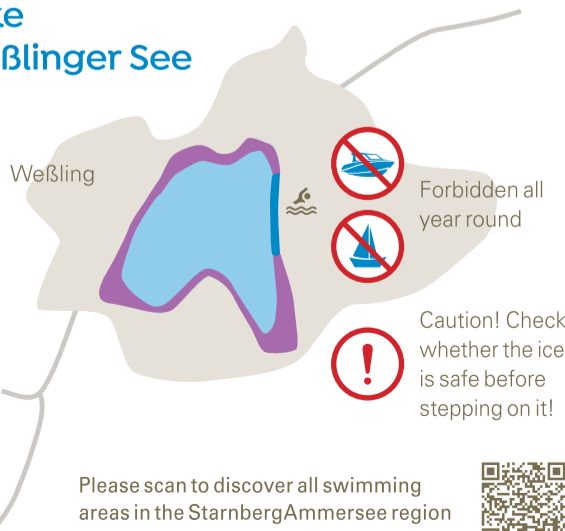 ke
ßlinger See
Weßling
Forbidden all
year round
Caution! Check
whether the ice
is safe before
stepping on it!
Please scan to discover all swimming
areas in the StarnbergAmmersee region